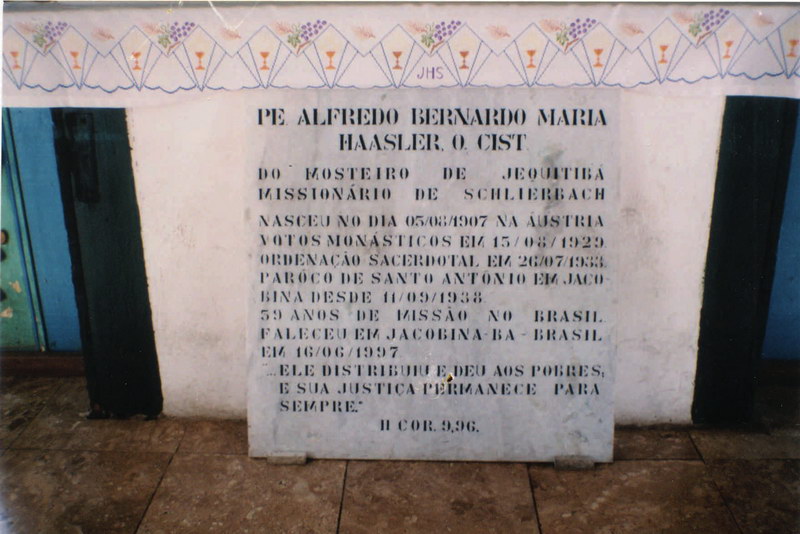 JHS
PE. ALFREDO BERNARDO MARIA
HAASLER, O. CIST.
DO MOSTEIRO DE JEQUITIBÁ
MISSIONÁRIO DE SCHLIERBACH
NASCEU NO DIA 05/08/1907 NA ÁUSTRIA
VOTOS MONÁSTICOS EM 15/08/1929.
ORDENAÇÃO SACERDOTAL EM 26/07/1933.
PARÓCO DE SANTO ANTÔNIO EM JACO-
BINA DESDE 11/09/1938.
59 ANOS DE MISSÃO NO BRASIL.
FALECEU EM JACOBINA-BA - BRASIL
EM 16/06/1997.
"...ELE DISTRIBUIU E DEU AOS POBRES,
E SUA JUSTIÇA PERMANECE PARA
SEMPRE."
II COR. 9,96.